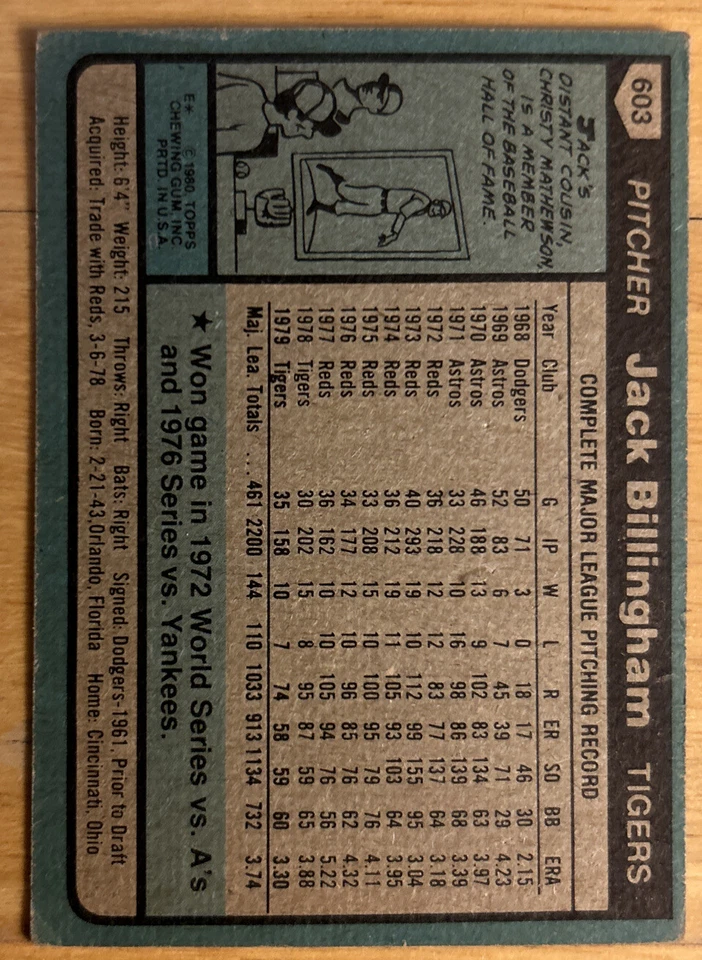 603
PITCHER Jack Billingham TIGERS
JACK'S
DISTANT COUSIN,
CHRISTY MATHEWSON,
IS A MEMBER
OF THE BASEBALL
HALL OF FAME.
E* © 1980 TOPPS
CHEWING GUM, INC.
PRTD. IN U.S.A.
COMPLETE MAJOR LEAGUE PITCHING RECORD
Year Club G IP W L R ER SO BB ERA
1968 Dodgers 50 71 3 0 18 17 46 30 2.15
1969 Astros 52 83 6 7 45 39 71 29 4.23
1970 Astros 46 188 13 9 102 83 134 63 3.97
1971 Astros 33 228 10 16 98 86 139 68 3.39
1972 Reds 36 218 12 12 83 77 137 64 3.18
1973 Reds 40 293 19 10 112 99 155 95 3.04
1974 Reds 36 212 19 11 105 93 103 64 3.95
1975 Reds 33 208 15 10 100 95 79 76 4.11
1976 Reds 34 177 12 10 96 85 76 62 4.32
1977 Reds 36 162 10 10 105 94 76 56 5.22
1978 Tigers 30 202 15 8 95 87 59 65 3.88
1979 Tigers 35 158 10 7 74 58 59 60 3.30
Maj. Lea. Totals ... 461 2200 144 110 1033 913 1134 732 3.74
★ Won game in 1972 World Series vs. A's
and 1976 Series vs. Yankees.
Height: 6'4" Weight: 215 Throws: Right Bats: Right Signed: Dodgers-1961, Prior to Draft
Acquired: Trade with Reds, 3-6-78 Born: 2-21-43, Orlando, Florida Home: Cincinnati, Ohio